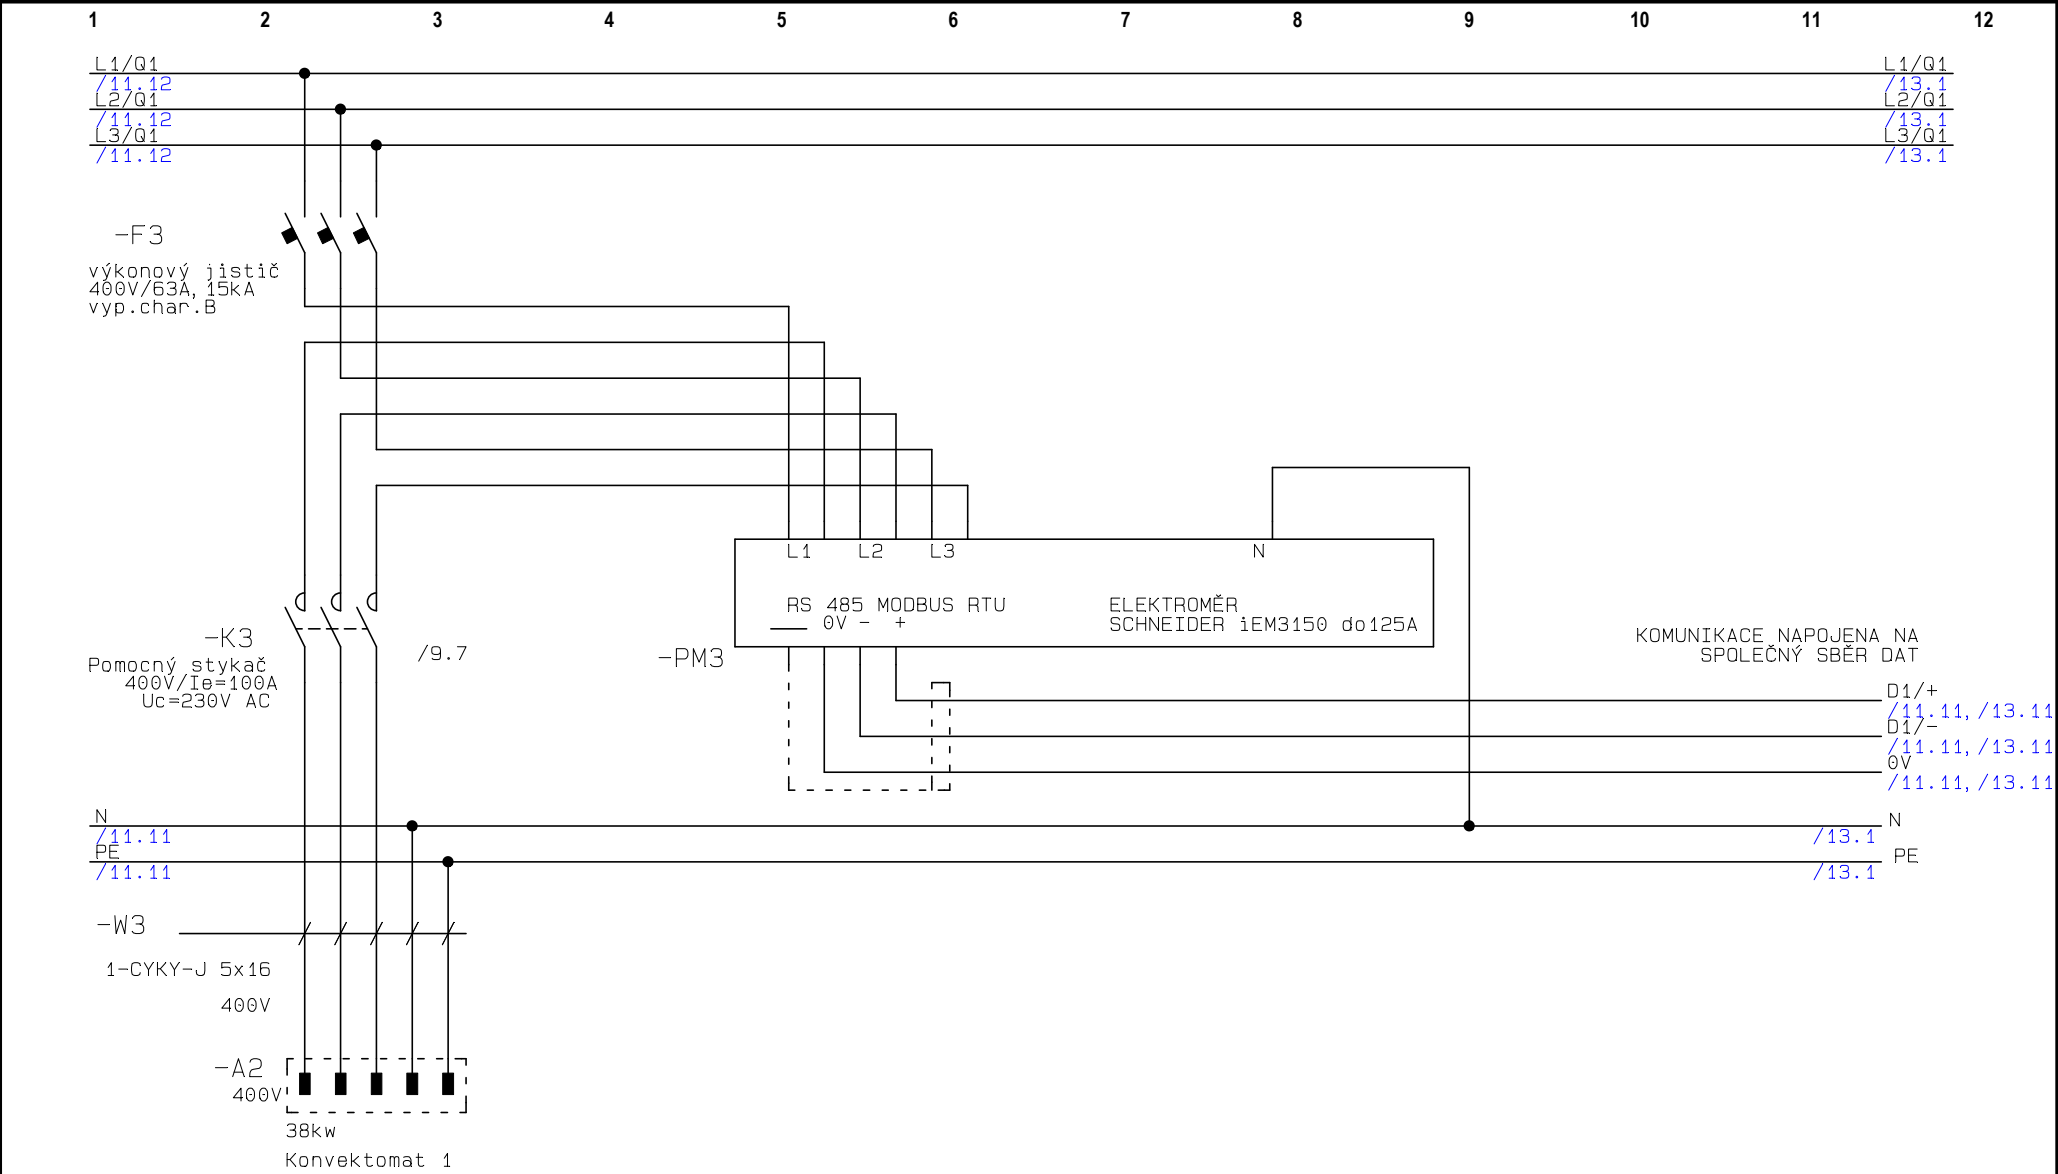 1 2 3 4 5 6 7 8 9 10 11 12
L1/Q1
/11.12
L2/Q1
/11.12
L3/Q1
/11.12
L1/Q1
/13.1
L2/Q1
/13.1
L3/Q1
/13.1
-F3
výkonový jistič
400V/63A, 15kA
vyp.char.B
L1 L2 L3 N
RS 485 MODBUS RTU
0V - +
ELEKTROMĚR
SCHNEIDER iEM3150 do125A
-PM3
-K3
/9.7
Pomocný stykač
400V/Ie=100A
Uc=230V AC
KOMUNIKACE NAPOJENA NA
SPOLEČNÝ SBĚR DAT
D1/+
/11.11, /13.11
D1/-
/11.11, /13.11
0V
/11.11, /13.11
N
/11.11
PE
/11.11
N
/13.1
PE
/13.1
-W3
1-CYKY-J 5x16
400V
-A2
400V
38kw
Konvektomat 1